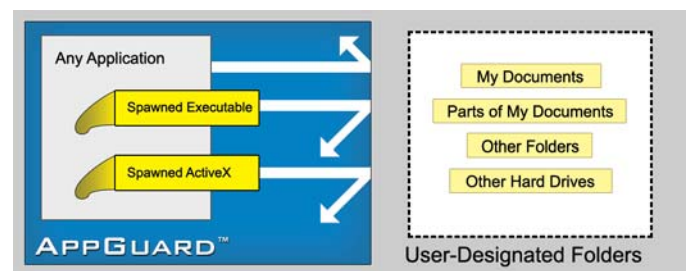 Any Application
Spawned Executable
Spawned ActiveX
APPGUARD™
My Documents
Parts of My Documents
Other Folders
Other Hard Drives
User-Designated Folders